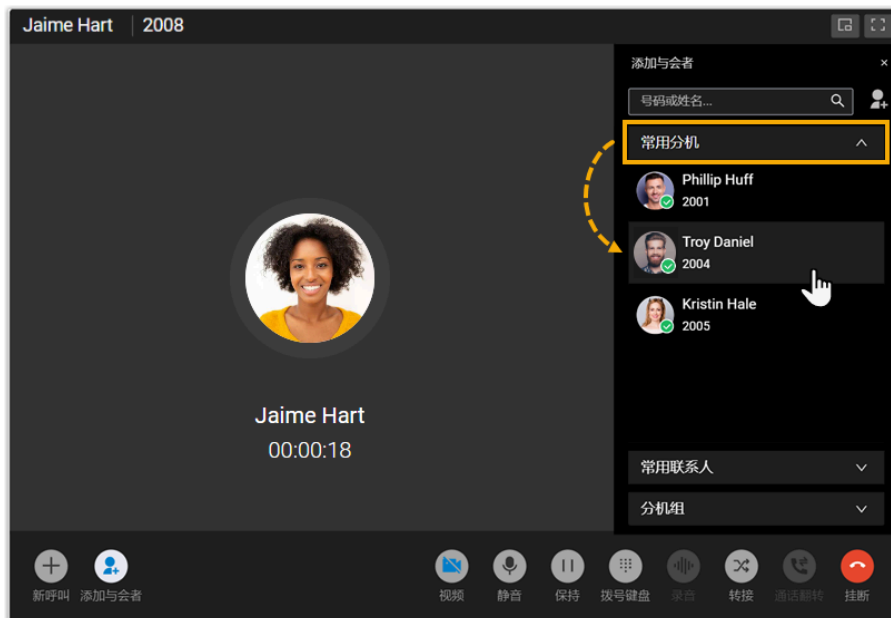 Jaime Hart 2008
添加与会者
号码或姓名...
常用分机
Phillip Huff
2001
Troy Daniel
2004
Kristin Hale
2005
Jaime Hart
00:00:18
常用联系人
分机组
新呼叫 添加与会者 视频 静音 保持 拨号键盘 录音 转接 通话翻转 挂断